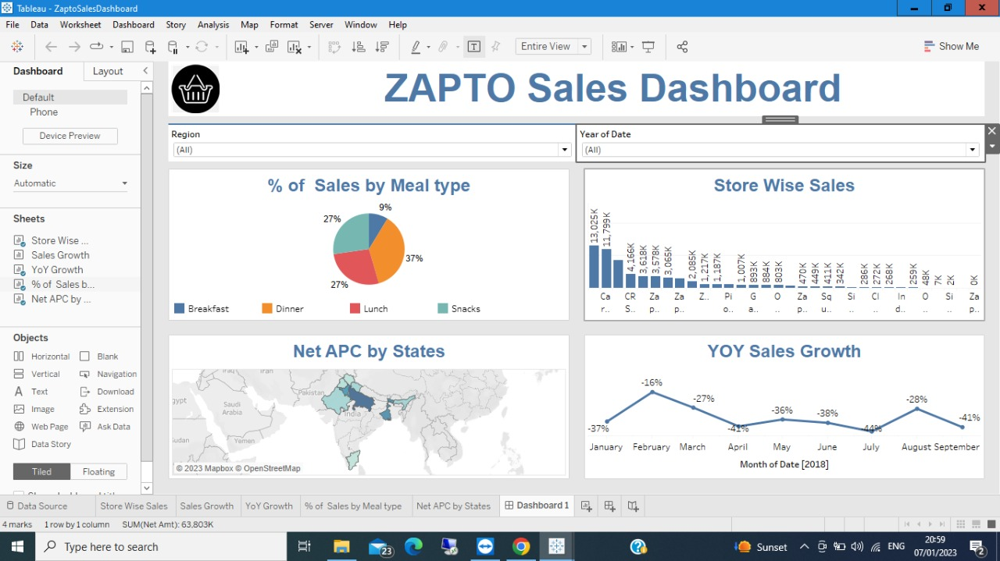 Tableau - ZaptoSalesDashboard
File Data Worksheet Dashboard Story Analysis Map Format Server Window Help
Entire View
Show Me
Dashboard Layout
Default
Phone
Device Preview
Size
Automatic
Sheets
Store Wise ...
Sales Growth
YoY Growth
% of Sales b...
Net APC by ...
Objects
Horizontal Blank
Vertical Navigation
Text Download
Image Extension
Web Page Ask Data
Data Story
Tiled Floating
ZAPTO Sales Dashboard
Region
(All)
Year of Date
(All)
% of Sales by Meal type
9%
27%
37%
27%
Breakfast Dinner Lunch Snacks
Store Wise Sales
13,025K 11,799K 4,166K 3,618K 3,578K 3,065K 2,085K 1,217K 1,187K 1,007K 893K 884K 803K 470K 449K 411K 342K 286K 272K 268K 259K 48K 7K 2K 0K
Ca CR Za Za Z.. Pi G O Za Sq Si Cl In O Si Za
r.. S.. p.. p.. o.. a.. .. p.. u.. .. .. d.. .. .. p..
Net APC by States
Iraq Iran
Pakistan
gypt
Saudi
Arabia
India
udan
Yemen
© 2023 Mapbox © OpenStreetMap
YOY Sales Growth
-16%
-27%
-28%
-36%
-38%
-41%
-37%
-41%
-44%
January February March April May June July August September
Month of Date [2018]
Data Source Store Wise Sales Sales Growth YoY Growth % of Sales by Meal type Net APC by States Dashboard 1
4 marks 1 row by 1 column SUM(Net Amt): 63,803K
Type here to search
23
Sunset
ENG
20:59
07/01/2023
2